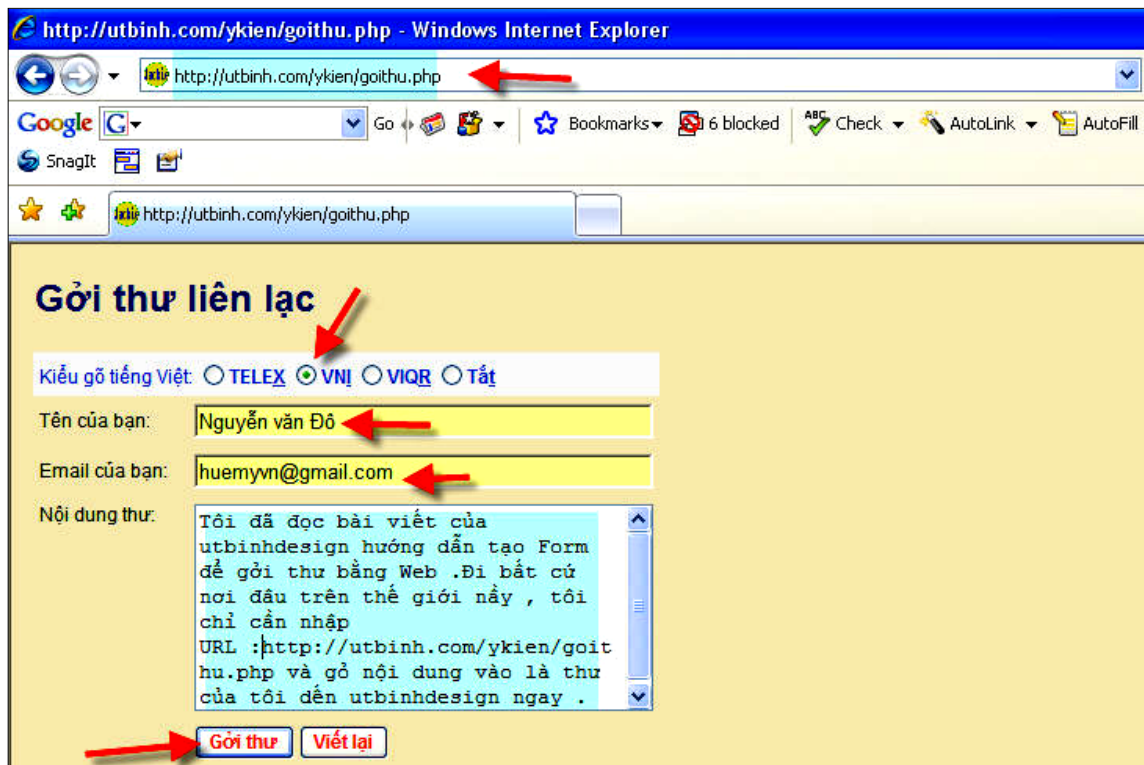 http://utbinh.com/ykien/goithu.php - Windows Internet Explorer
http://utbinh.com/ykien/goithu.php
Google G Go Bookmarks 6 blocked ABC Check AutoLink AutoFill
SnagIt
http://utbinh.com/ykien/goithu.php
Gởi thư liên lạc
Kiểu gõ tiếng Việt: TELEX VNI VIQR Tắt
Tên của bạn: Nguyễn văn Đô
Email của bạn: huemyvn@gmail.com
Nội dung thư: Tôi đã đọc bài viết của
utbinhdesign hướng dẫn tạo Form
để gởi thư bằng Web .Đi bất cứ
nơi đâu trên thế giới nầy , tôi
chỉ cần nhập
URL :http://utbinh.com/ykien/goit
hu.php và gỏ nội dung vào là thư
của tôi dến utbinhdesign ngay .
Gởi thư Viết lại